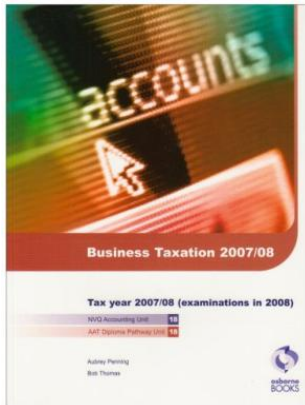 accounts
Business Taxation 2007/08
Tax year 2007/08 (examinations in 2008)
NVQ Accounting Unit 18
AAT Diploma Pathway Unit 18
Aubrey Penning
Bob Thomas
osborne
BOOKS